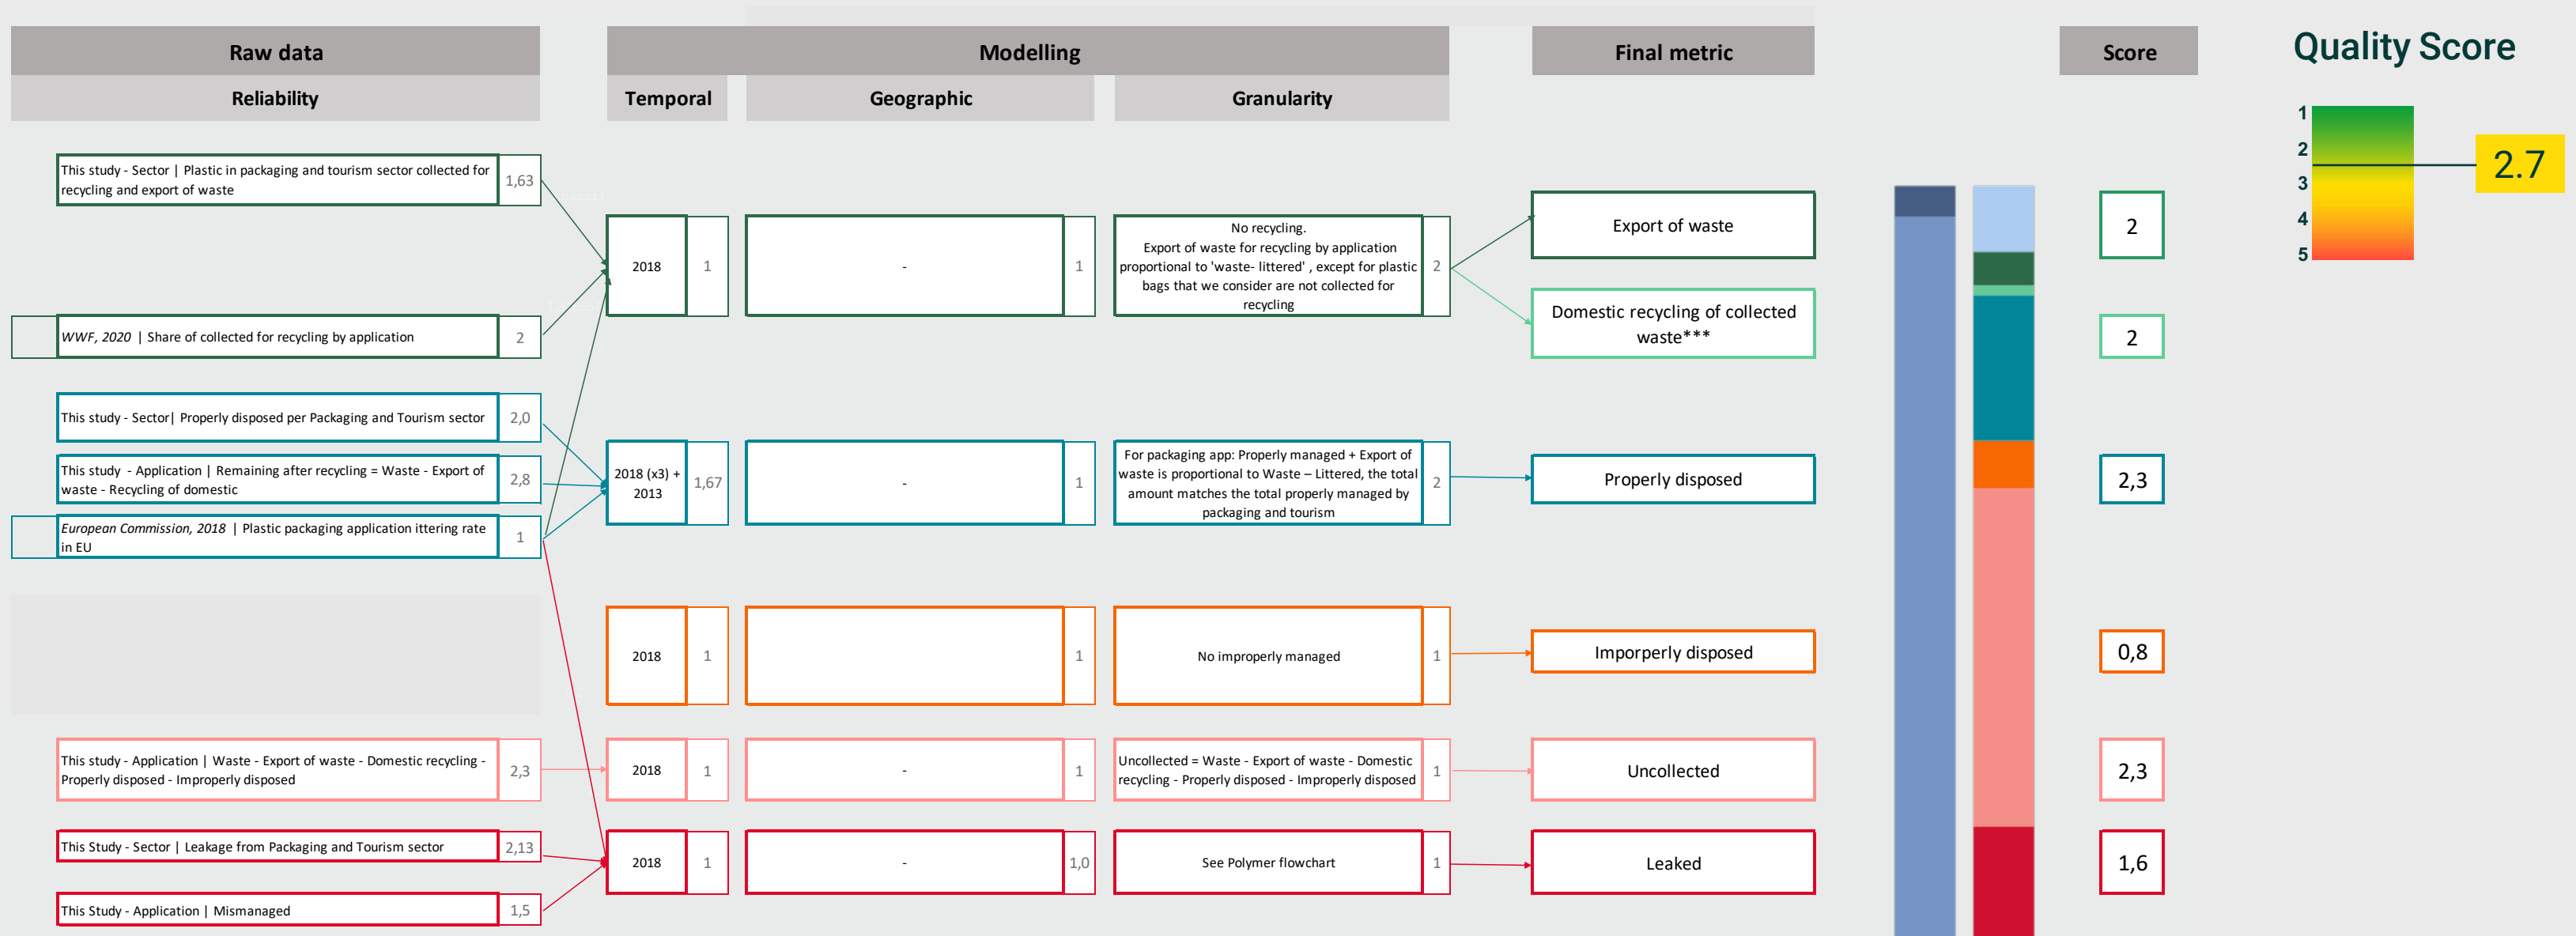 Raw data
Modelling
Final metric
Score
Quality Score
Reliability
Temporal
Geographic
Granularity
1
2
3
4
5
2.7
This study - Sector | Plastic in packaging and tourism sector collected for
recycling and export of waste
1,63
WWF, 2020 | Share of collected for recycling by application
2
2018
1
-
1
No recycling.
Export of waste for recycling by application
proportional to 'waste- littered' , except for plastic
bags that we consider are not collected for
recycling
2
Export of waste
2
Domestic recycling of collected
waste***
2
This study - Sector| Properly disposed per Packaging and Tourism sector
2,0
This study - Application | Remaining after recycling = Waste - Export of
waste - Recycling of domestic
2,8
European Commission, 2018 | Plastic packaging application ittering rate
in EU
1
2018 (x3) +
2013
1,67
-
1
For packaging app: Properly managed + Export of
waste is proportional to Waste – Littered, the total
amount matches the total properly managed by
packaging and tourism
2
Properly disposed
2,3
2018
1
1
No improperly managed
1
Imporperly disposed
0,8
This study - Application | Waste - Export of waste - Domestic recycling -
Properly disposed - Improperly disposed
2,3
2018
1
-
1
Uncollected = Waste - Export of waste - Domestic
recycling - Properly disposed - Improperly disposed
1
Uncollected
2,3
This Study - Sector | Leakage from Packaging and Tourism sector
2,13
This Study - Application | Mismanaged
1,5
2018
1
-
1,0
See Polymer flowchart
1
Leaked
1,6